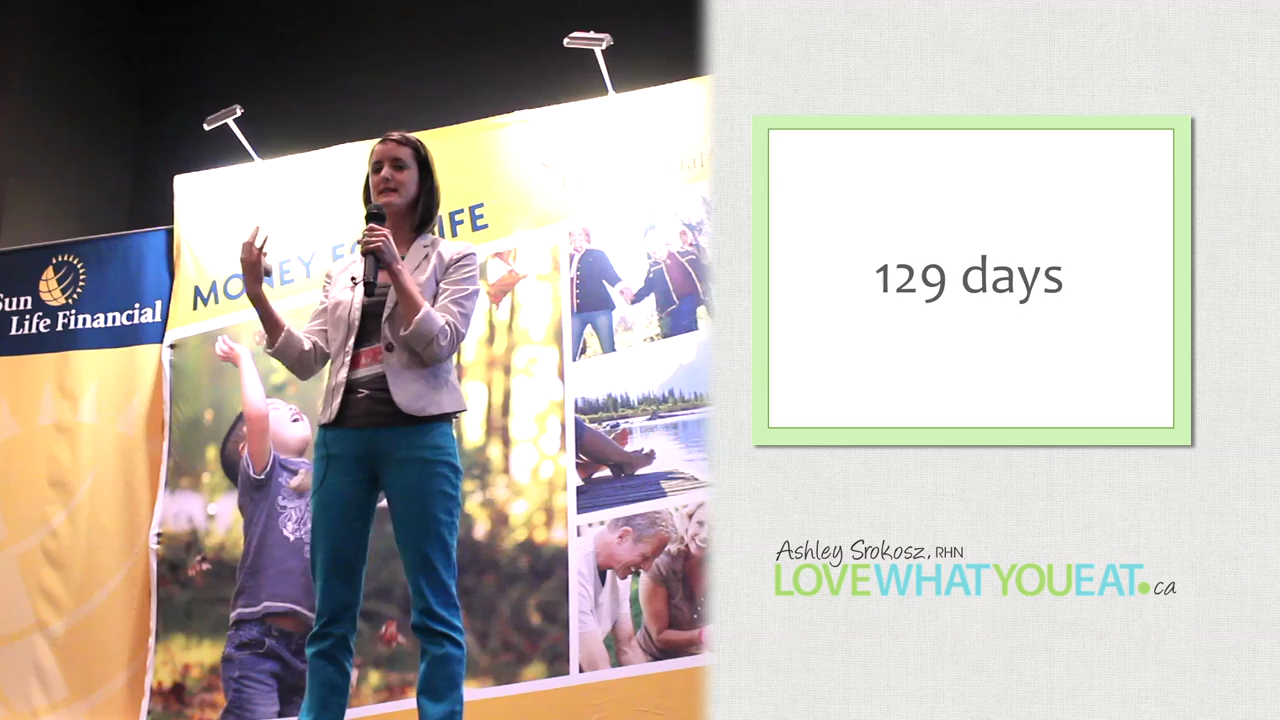 Sun
Life Financial
MONEY FOR LIFE
129 days
Ashley Srokosz, RHN
LOVEWHATYOUEAT.ca